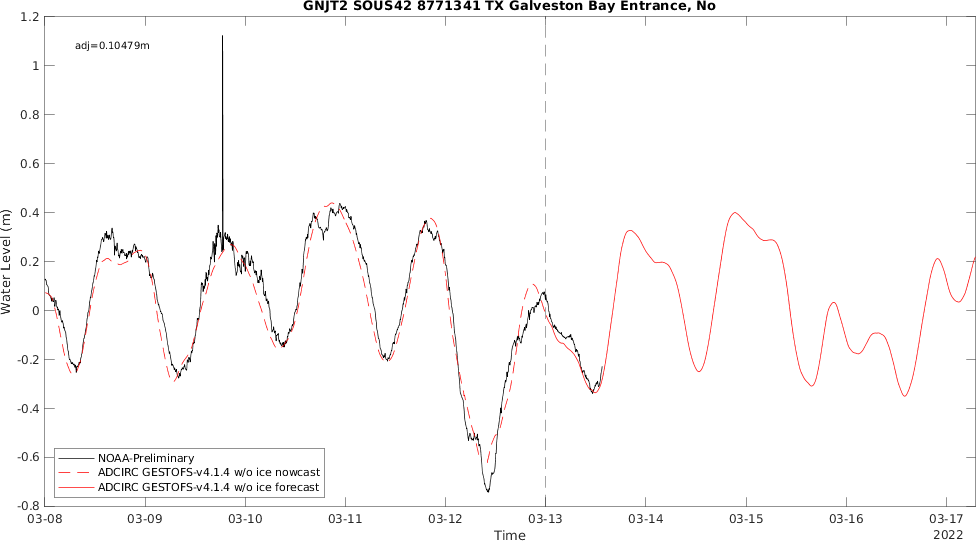 GNJT2 SOUS42 8771341 TX Galveston Bay Entrance, No
adj=0.10479m
1.2
1
0.8
0.6
0.4
0.2
0
-0.2
-0.4
-0.6
-0.8
Water Level (m)
NOAA-Preliminary
ADCIRC GESTOFS-v4.1.4 w/o ice nowcast
ADCIRC GESTOFS-v4.1.4 w/o ice forecast
03-08 03-09 03-10 03-11 03-12 03-13 03-14 03-15 03-16 03-17
2022
Time